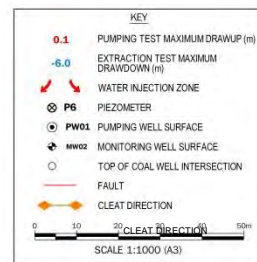 KEY
0.1 PUMPING TEST MAXIMUM DRAWUP (m)
-6.0 EXTRACTION TEST MAXIMUM
DRAWDOWN (m)
WATER INJECTION ZONE
P6 PIEZOMETER
PW01 PUMPING WELL SURFACE
MW02 MONITORING WELL SURFACE
TOP OF COAL WELL INTERSECTION
FAULT
CLEAT DIRECTION
0 10 20 30 40 50m
CLEAT DIRECTION
SCALE 1:1000 (A3)